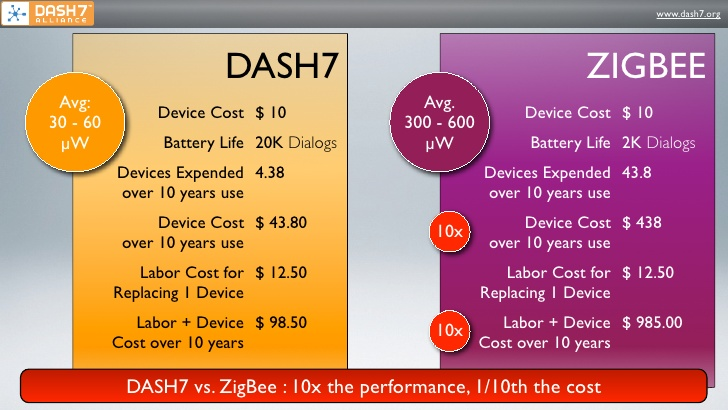 DASH7
ALLIANCE
www.dash7.org
DASH7
Avg:
30 - 60
µW
Device Cost $ 10
Battery Life 20K Dialogs
Devices Expended 4.38
over 10 years use
Device Cost $ 43.80
over 10 years use
Labor Cost for $ 12.50
Replacing 1 Device
Labor + Device $ 98.50
Cost over 10 years
ZIGBEE
Avg.
300 - 600
µW
Device Cost $ 10
Battery Life 2K Dialogs
Devices Expended 43.8
over 10 years use
10x
Device Cost $ 438
over 10 years use
Labor Cost for $ 12.50
Replacing 1 Device
10x
Labor + Device $ 985.00
Cost over 10 years
DASH7 vs. ZigBee : 10x the performance, 1/10th the cost